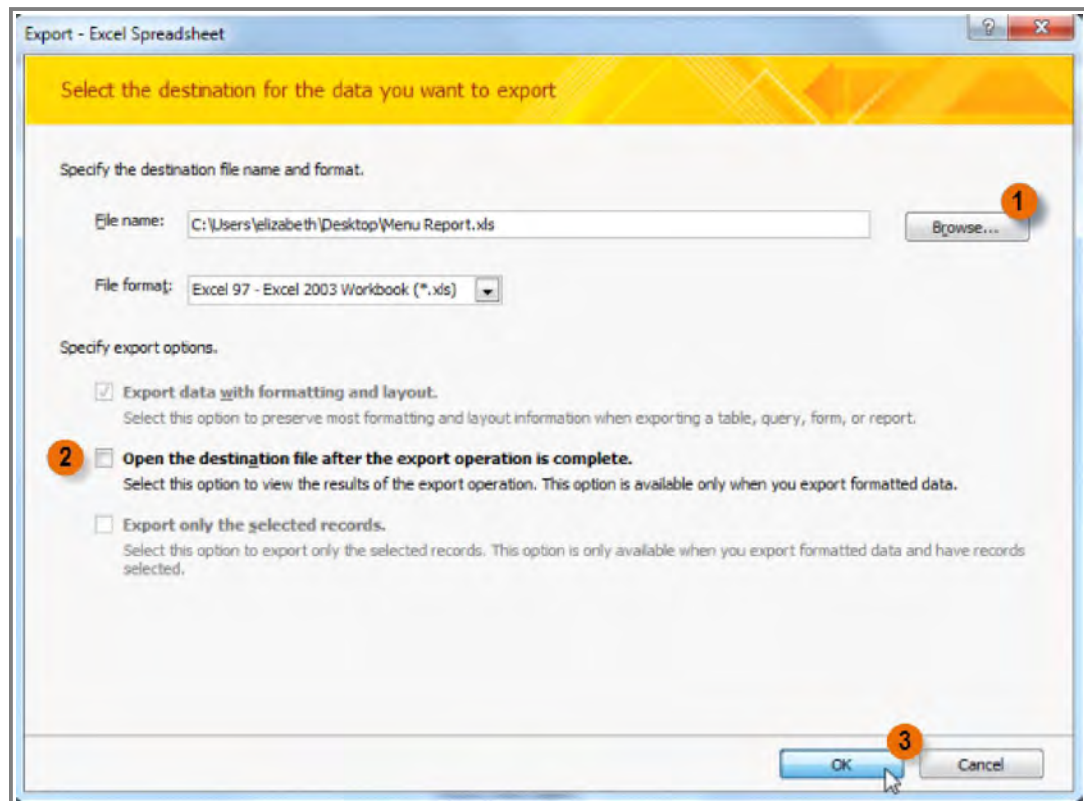 Export - Excel Spreadsheet
?
Select the destination for the data you want to export
Specify the destination file name and format.
1
File name: C:\Users\elizabeth\Desktop\Menu Report.xls Browse...
File format: Excel 97 - Excel 2003 Workbook (*.xls)
Specify export options.
Export data with formatting and layout.
Select this option to preserve most formatting and layout information when exporting a table, query, form, or report.
2 Open the destination file after the export operation is complete.
Select this option to view the results of the export operation. This option is available only when you export formatted data.
Export only the selected records.
Select this option to export only the selected records. This option is only available when you export formatted data and have records
selected.
3
OK Cancel